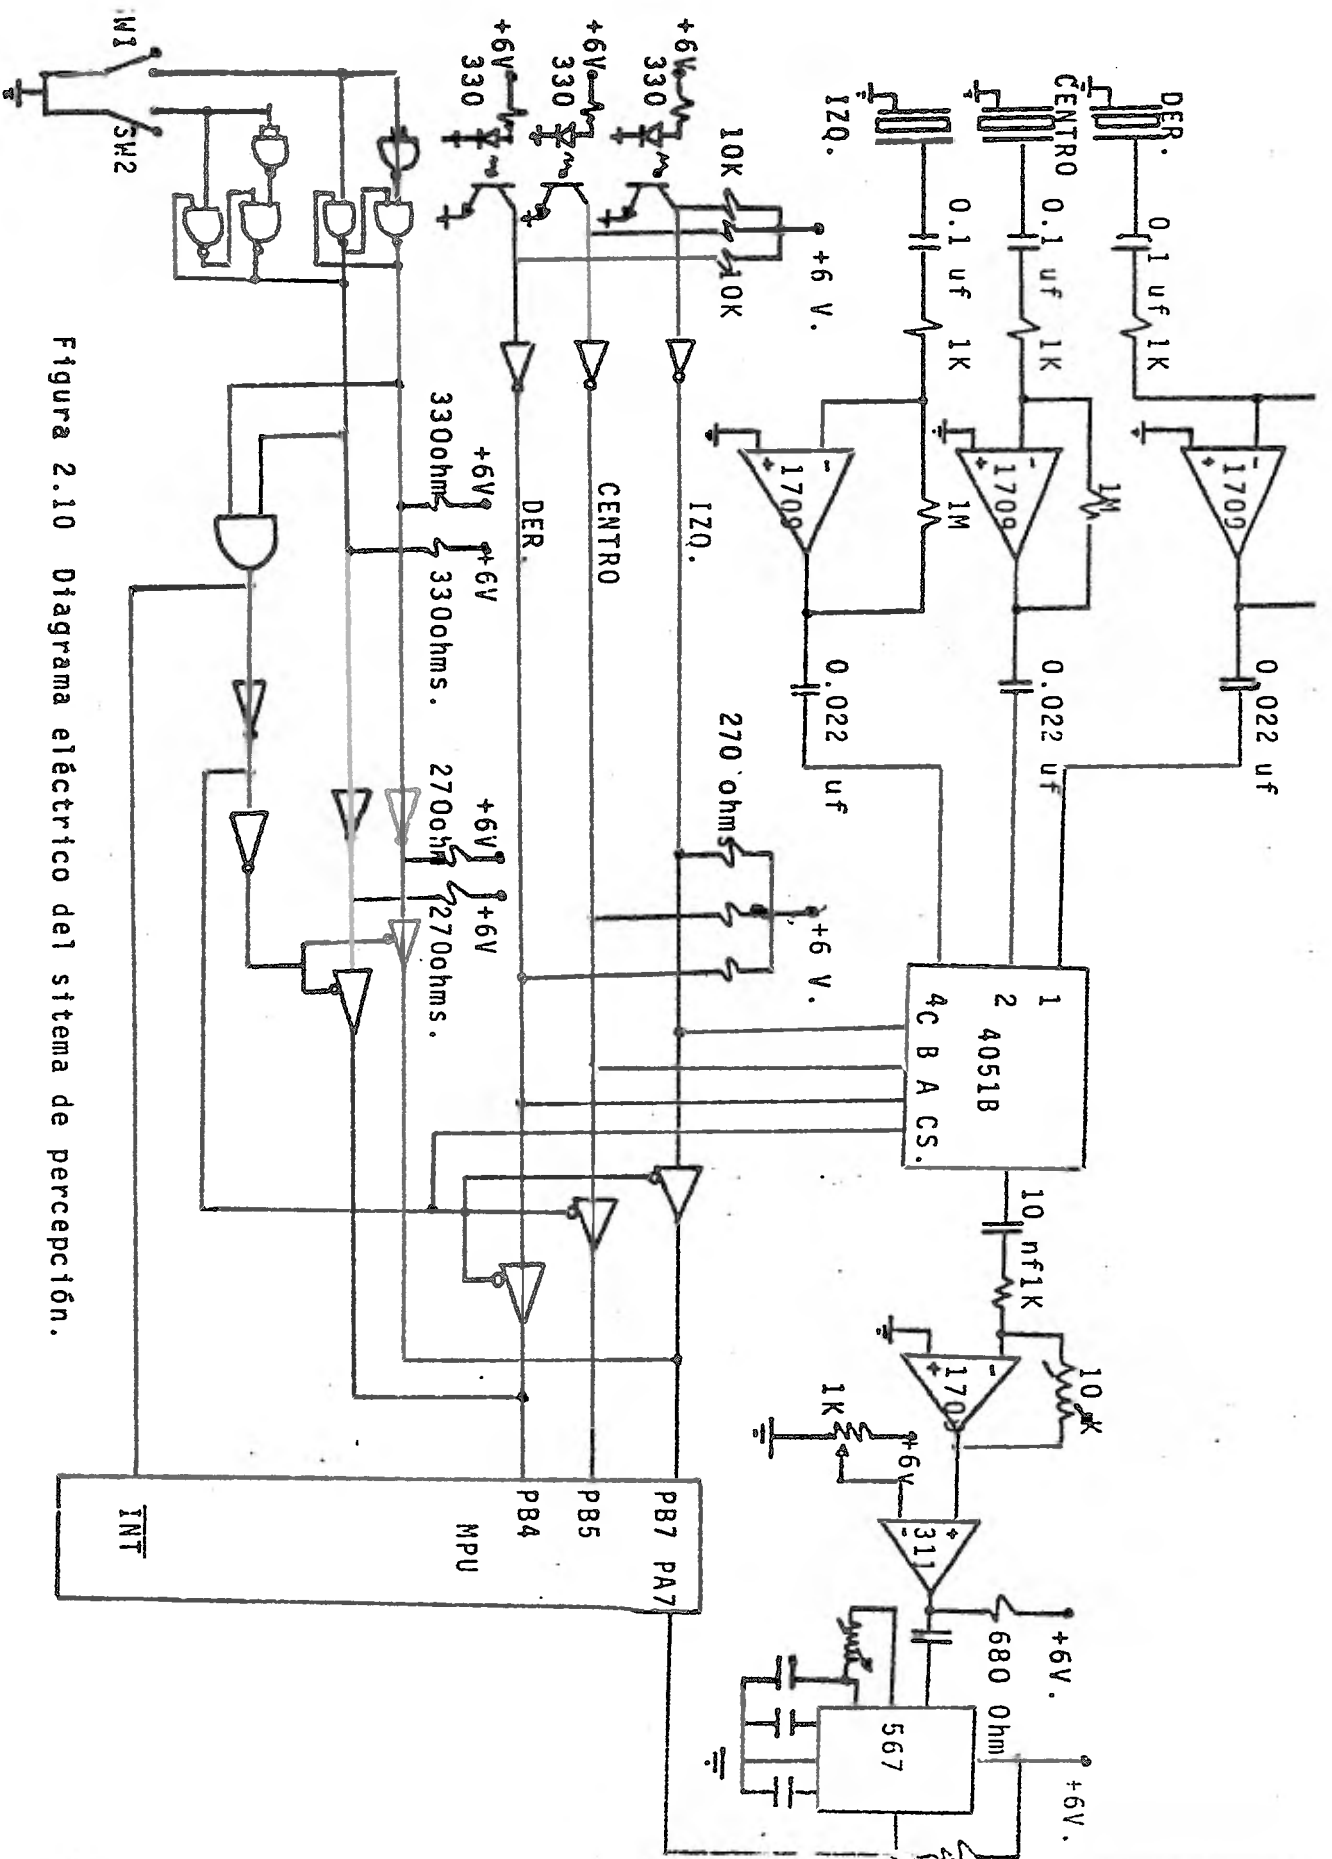 DER.
CENTRO
IZQ.
0.1 uf 1K
0.1 uf 1K
0.1 uf 1K
-
+
1709
-
+
1709
1M
-
+
1709
1M
0.022 uf
0.022 uf
0.022 uf
1
2
4
4051B
C B A CS.
10 nf
1K
10 K
-
+
1K
+6V
+
-
311
680 Ohm
+6V.
567
+6V.
+6V
330
+6V
330
+6V
330
10K
10K
+6 V.
IZQ.
CENTRO
DER.
270 ohms
+6 V.
SW2
+6V
330ohm
+6V
330ohms.
+6V
+6V
270ohms.
PB7 PA7
PB5
PB4
MPU
INT
Figura 2.10 Diagrama eléctrico del sitema de percepción.